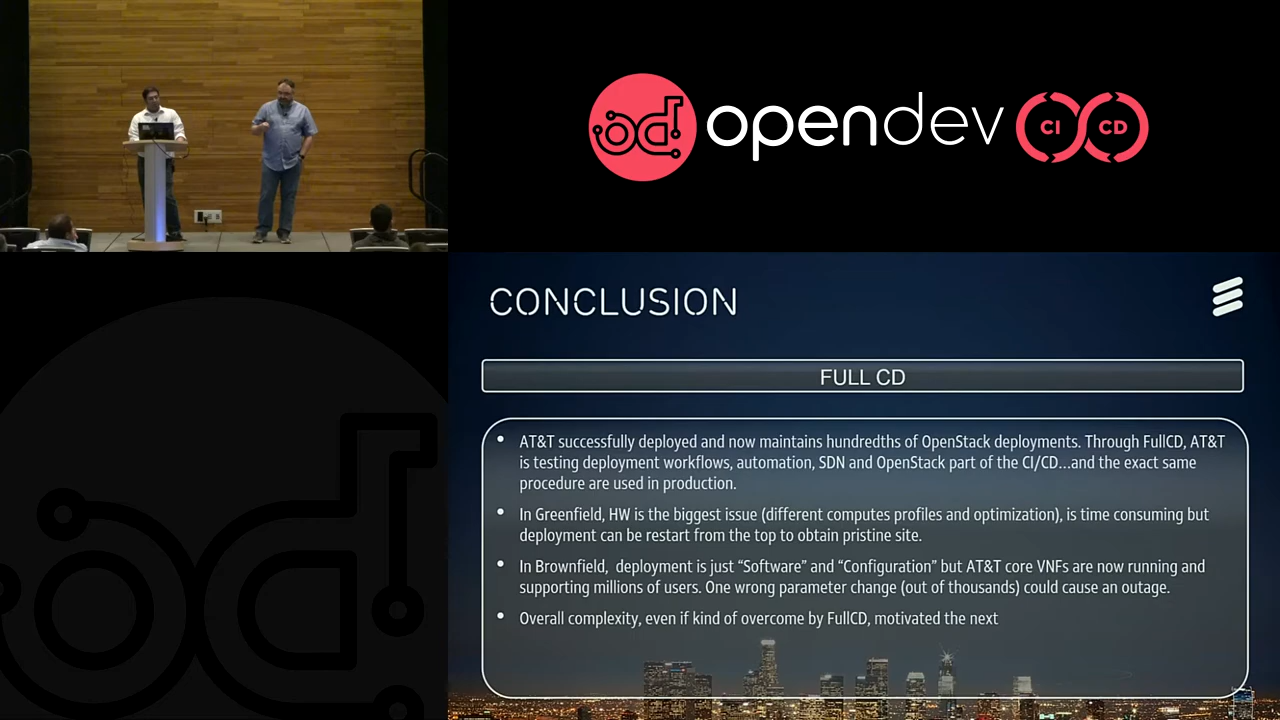 od opendev CI CD
CONCLUSION
FULL CD
• AT&T successfully deployed and now maintains hundredths of OpenStack deployments. Through FullCD, AT&T
is testing deployment workflows, automation, SDN and OpenStack part of the CI/CD...and the exact same
procedure are used in production.
• In Greenfield, HW is the biggest issue (different computes profiles and optimization), is time consuming but
deployment can be restart from the top to obtain pristine site.
• In Brownfield, deployment is just “Software” and “Configuration” but AT&T core VNFs are now running and
supporting millions of users. One wrong parameter change (out of thousands) could cause an outage.
• Overall complexity, even if kind of overcome by FullCD, motivated the next